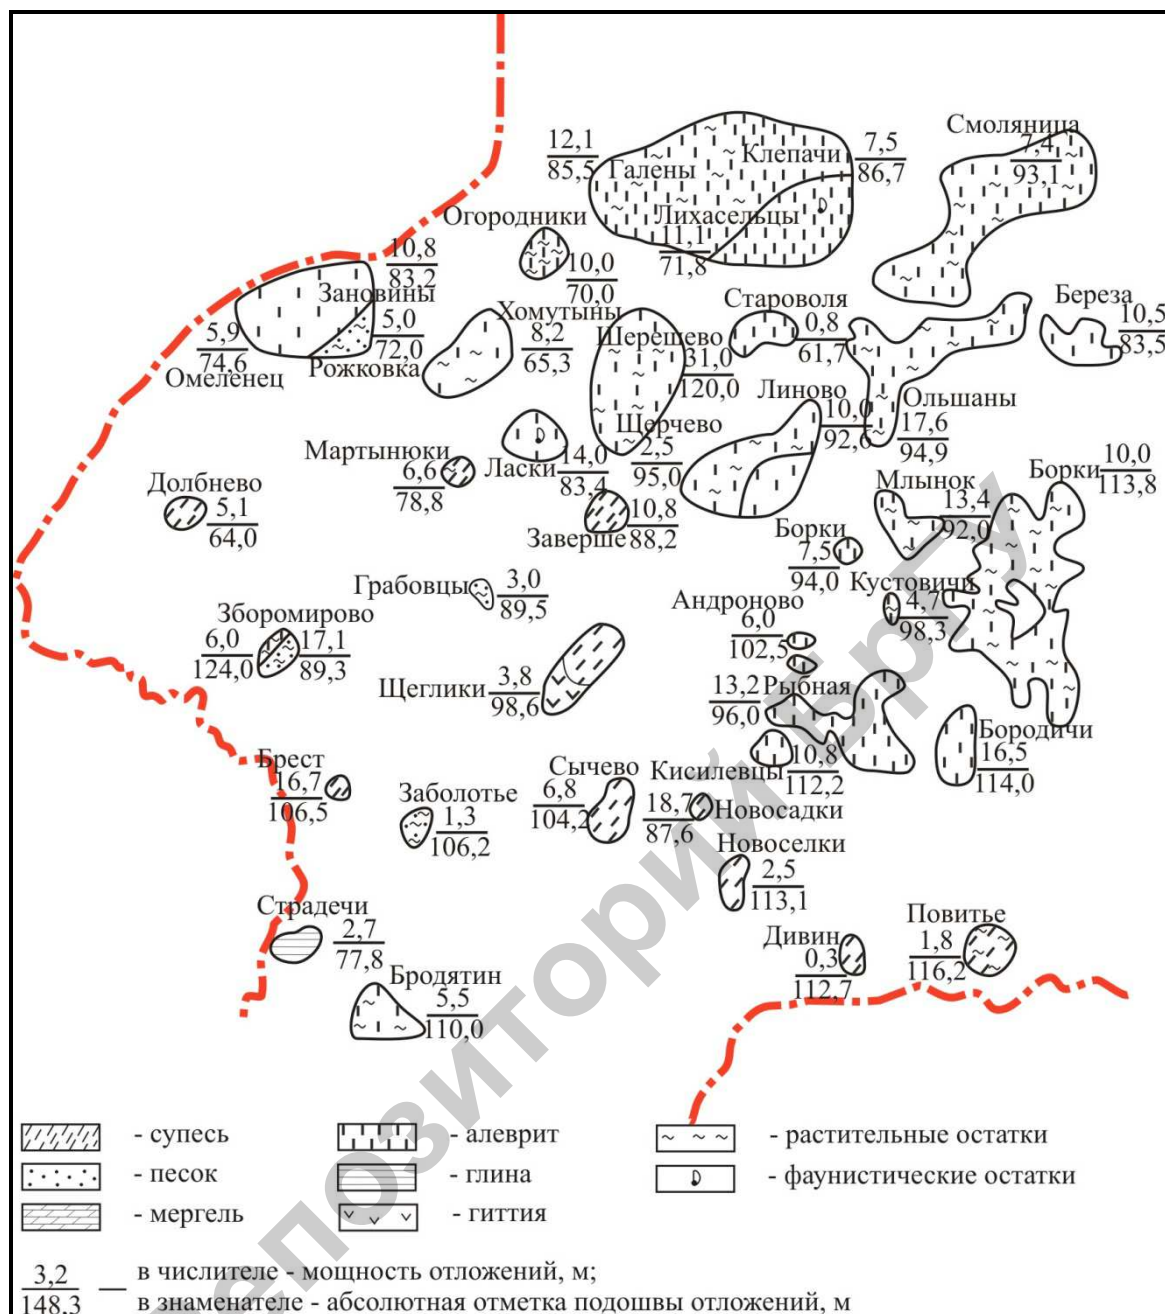 Смоляница
7,4
93,1
12,1
85,5
Галены
Клепачи
7,5
86,7
Лихасельцы
11,1
71,8
Огородники
10,0
70,0
10,8
83,2
Зановины
5,0
72,0
5,9
74,6
Омеленец
Рожковка
Хомутыны
8,2
65,3
Шерешево
31,0
120,0
Староволя
0,8
61,7
Береза
10,5
83,5
Линово
10,0
92,6
Ольшаны
17,6
94,9
Щерчево
2,5
95,0
Мартынюки
6,6
78,8
Ласки
14,0
83,4
Долбнево
5,1
64,0
Заверше
10,8
88,2
Млынок
13,4
92,0
Борки
10,0
113,8
Борки
7,5
94,0
Кустовичи
4,7
98,3
Грабовцы
3,0
89,5
Андроново
6,0
102,5
Зборомирово
6,0
124,0
17,1
89,3
Щеглики
3,8
98,6
13,2
96,0
Рыбная
Бородичи
16,5
114,0
Брест
16,7
106,5
Заболотье
1,3
106,2
Сычево
6,8
104,2
Кисилевцы
10,8
112,2
18,7
87,6
Новосадки
Новоселки
2,5
113,1
Страдечи
2,7
77,8
Бродятин
5,5
110,0
Дивин
0,3
112,7
Повитье
1,8
116,2
- супесь
- песок
- мергель
- алеврит
- глина
- гиттия
- растительные остатки
- фаунистические остатки
3,2
148,3
— в числителе - мощность отложений, м;
в знаменателе - абсолютная отметка подошвы отложений, м
Репозиторий БрГУ